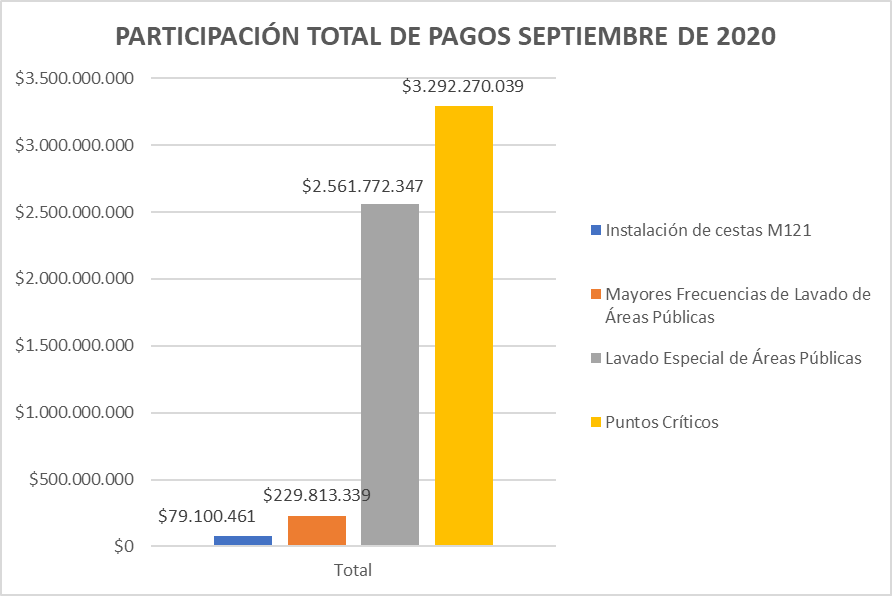 PARTICIPACIÓN TOTAL DE PAGOS SEPTIEMBRE DE 2020
$3.500.000.000
$3.000.000.000
$2.500.000.000
$2.000.000.000
$1.500.000.000
$1.000.000.000
$500.000.000
$0
$79.100.461
$229.813.339
$2.561.772.347
$3.292.270.039
Total
Instalación de cestas M121
Mayores Frecuencias de Lavado de
Áreas Públicas
Lavado Especial de Áreas Públicas
Puntos Críticos